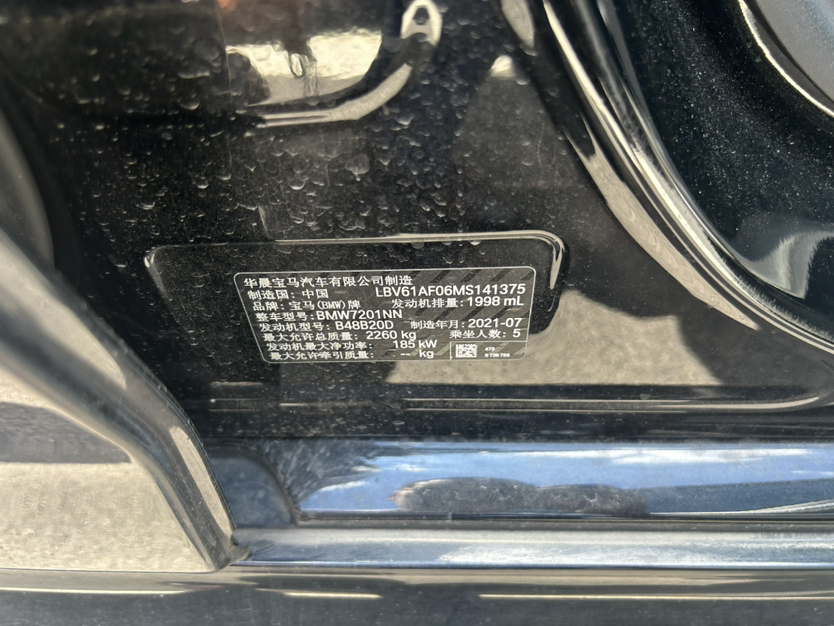 华晨宝马汽车有限公司制造
制造国：中国 LBV61AF06MS141375
品牌：宝马(BMW)牌 发动机排量：1998 mL
整车型号：BMW7201NN
发动机型号：B48B20D 制造年月：2021-07
最大允许总质量： 2260 kg 乘坐人数：5
发动机最大净功率： 185 kW
最大允许牵引质量： -- kg